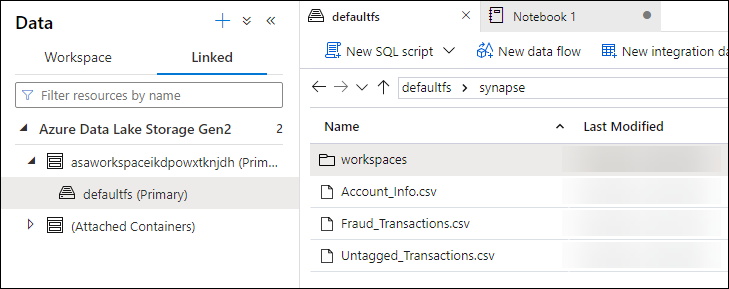 Data
Workspace
Linked
Filter resources by name
Azure Data Lake Storage Gen2 2
asaworkspaceikdpowxtknjdh (Prim...
defaultfs (Primary)
(Attached Containers)
defaultfs
Notebook 1
New SQL script
New data flow
New integration da
defaultfs
synapse
Name
Last Modified
workspaces
Account_Info.csv
Fraud_Transactions.csv
Untagged_Transactions.csv